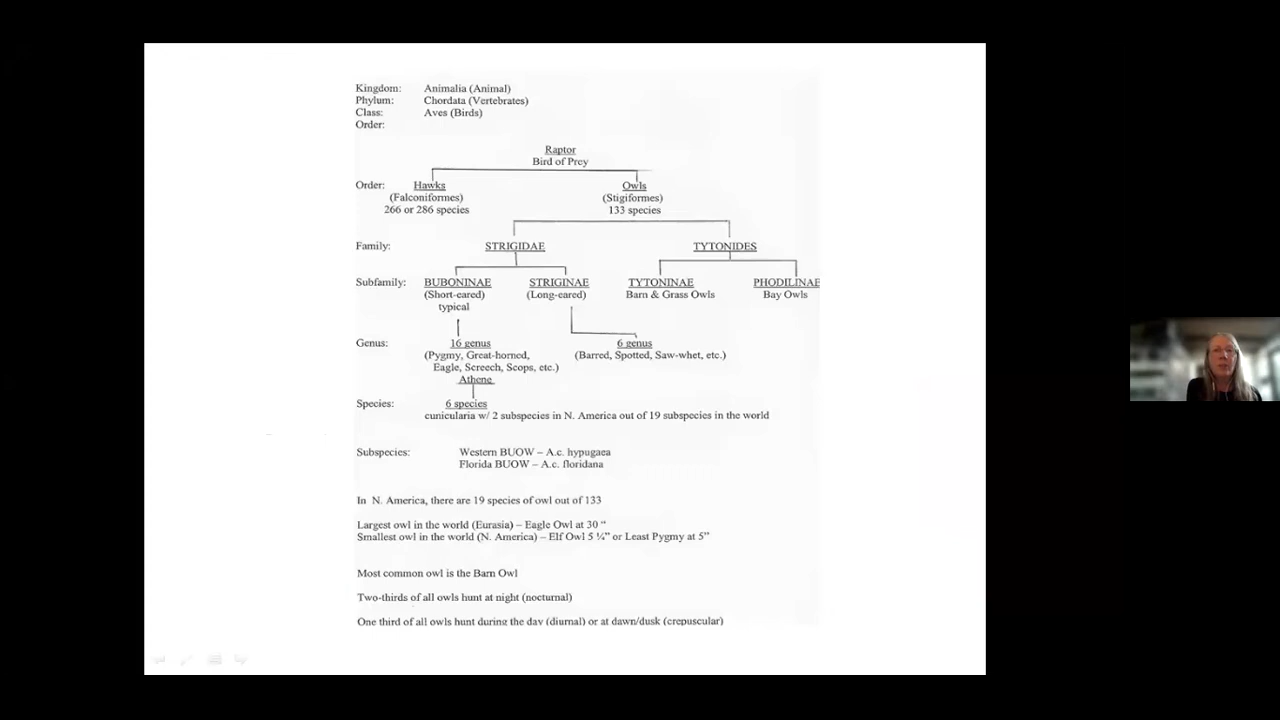 Kingdom: Animalia (Animal)
Phylum: Chordata (Vertebrates)
Class: Aves (Birds)
Order:
Raptor
Bird of Prey
Order: Hawks Owls
(Falconiformes) (Stigiformes)
266 or 286 species 133 species
Family: STRIGIDAE TYTONIDES
Subfamily: BUBONINAE STRIGINAE TYTONINAE PHODILINAE
(Short-eared) (Long-eared) Barn & Grass Owls Bay Owls
typical
Genus: 16 genus 6 genus
(Pygmy, Great-horned, (Barred, Spotted, Saw-whet, etc.)
Eagle, Screech, Scops, etc.)
Athene
Species: 6 species
cunicularia w/ 2 subspecies in N. America out of 19 subspecies in the world
Subspecies: Western BUOW – A.c. hypugaea
Florida BUOW – A.c. floridana
In N. America, there are 19 species of owl out of 133
Largest owl in the world (Eurasia) – Eagle Owl at 30 “
Smallest owl in the world (N. America) – Elf Owl 5 ¼” or Least Pygmy at 5”
Most common owl is the Barn Owl
Two-thirds of all owls hunt at night (nocturnal)
One third of all owls hunt during the day (diurnal) or at dawn/dusk (crepuscular)